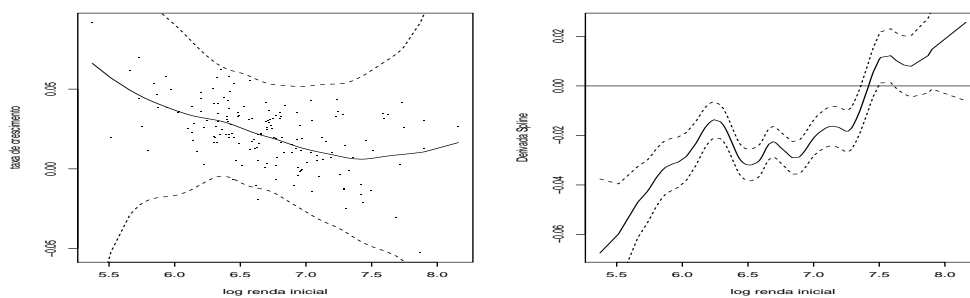 taxa de crescimento
0.05
0.00
-0.05
5.5 6.0 6.5 7.0 7.5 8.0
log renda inicial
Derivada Spline
0.02
0.00
-0.02
-0.04
-0.06
5.5 6.0 6.5 7.0 7.5 8.0
log renda inicial